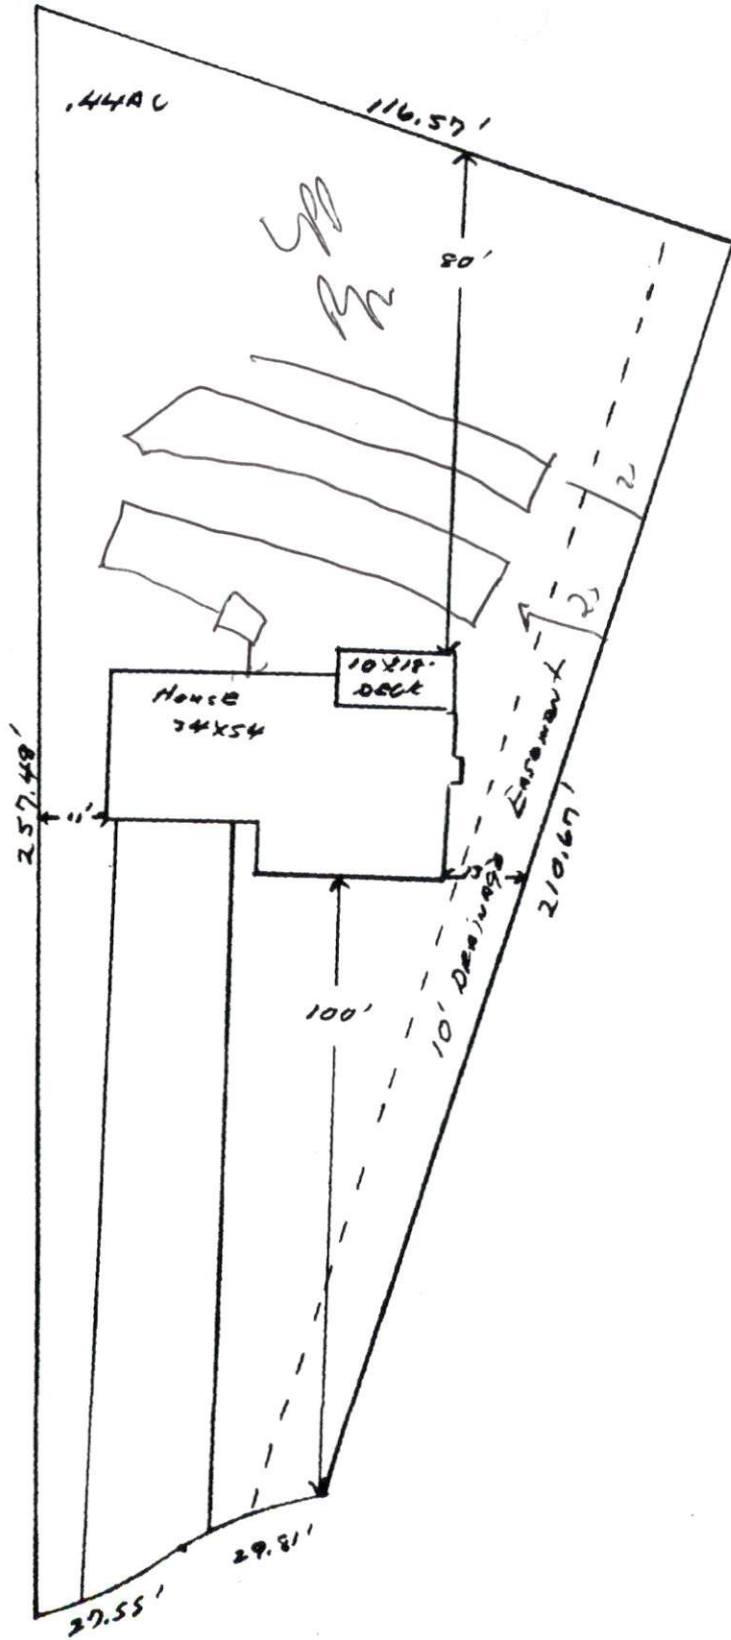 .44AC
116.57'
80'
10X18
DECK
HOUSE
34X54
257.48'
11'
10' DRAINAGE EASEMENT
210.67'
100'
29.81'
27.55'